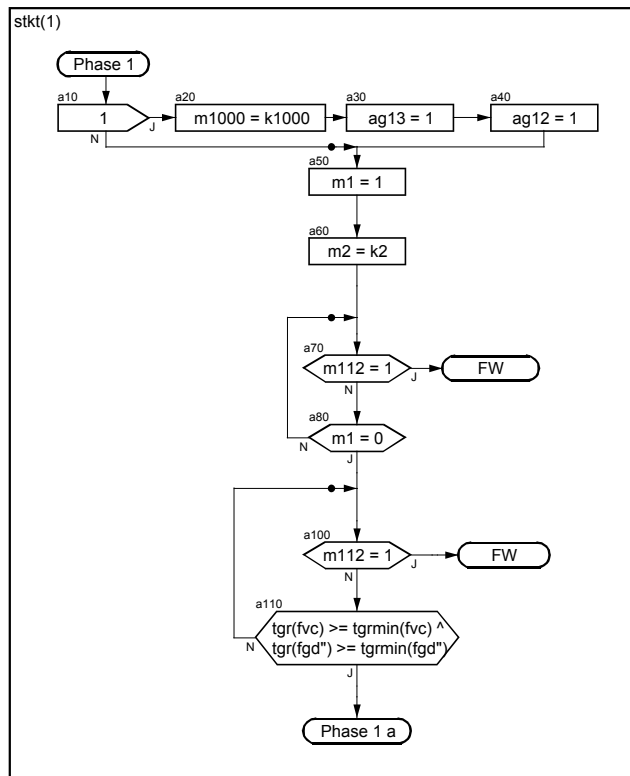 stkt(1)
Phase 1
a10
1
N
J
a20
m1000 = k1000
a30
ag13 = 1
a40
ag12 = 1
a50
m1 = 1
a60
m2 = k2
a70
m112 = 1
J
N
FW
a80
m1 = 0
N
J
a100
m112 = 1
J
N
FW
a110
tgr(fvc) >= tgrmin(fvc) ^
tgr(fgd") >= tgrmin(fgd")
N
J
Phase 1 a